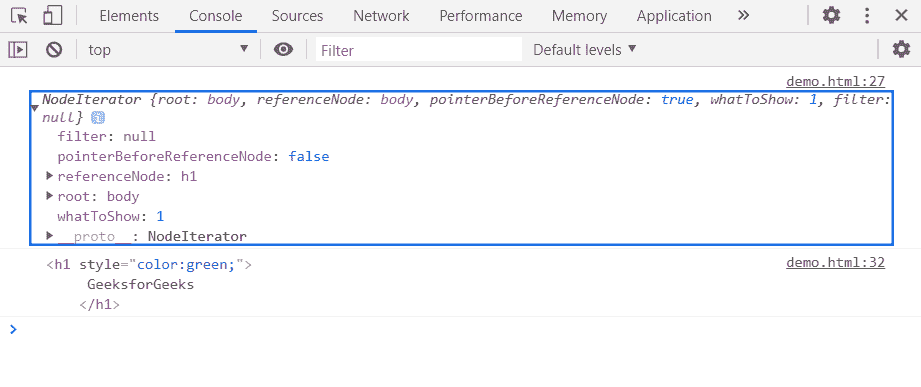 Elements Console Sources Network Performance Memory Application »
top Filter Default levels
demo.html:27
NodeIterator {root: body, referenceNode: body, pointerBeforeReferenceNode: true, whatToShow: 1, filter:
null} i
filter: null
pointerBeforeReferenceNode: false
referenceNode: h1
root: body
whatToShow: 1
__proto__: NodeIterator
<h1 style="color:green;"> demo.html:32
GeeksforGeeks
</h1>
>